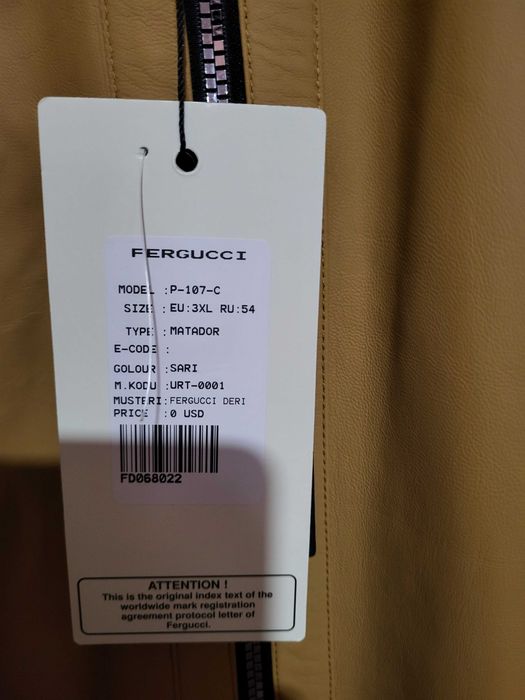 FERGUCCI
MODEL :P-107-C
SIZE : EU:3XL RU:54
TYPE : MATADOR
E-CODE :
GOLOUR :SARI
M.KODU :URT-0001
MUSTERI:FERGUCCI DERI
PRICE :0 USD
FD068022
ATTENTION !
This is the original index text of the
worldwide mark registration
agreement protocol letter of
Fergucci.